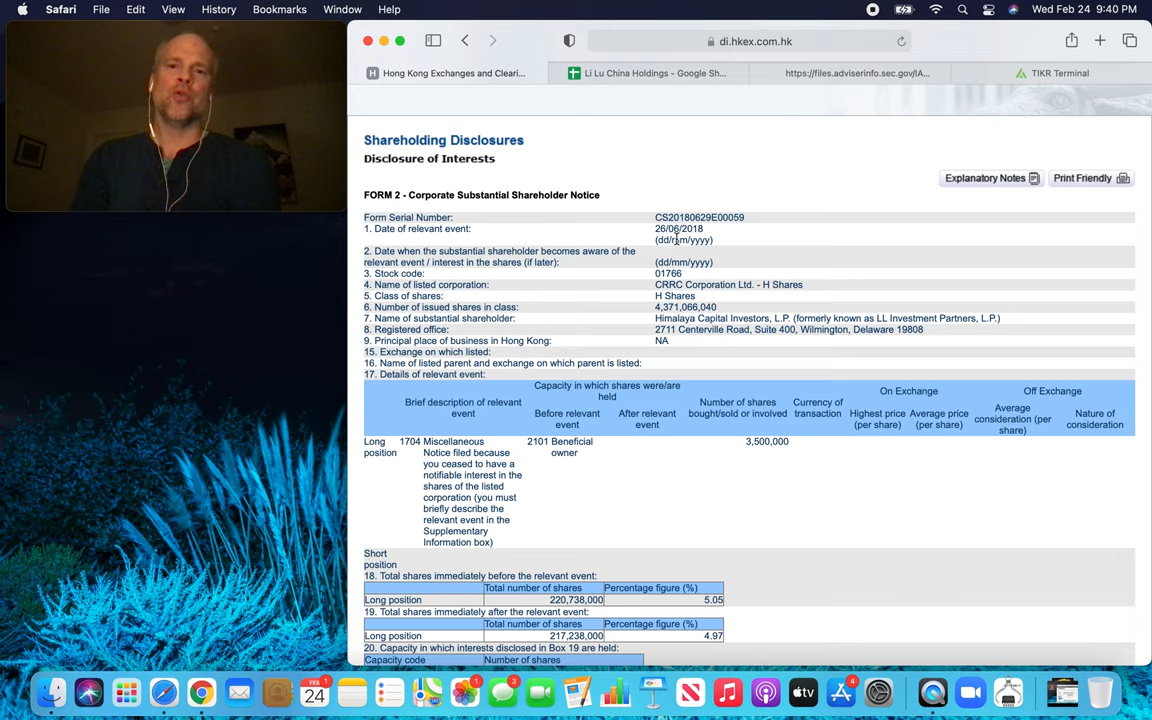 Safari File Edit View History Bookmarks Window Help Wed Feb 24 9:40 PM
di.hkex.com.hk
Hong Kong Exchanges and Cleari... Li Lu China Holdings - Google Sh... https://files.adviserinfo.sec.gov/IA... TIKR Terminal
Shareholding Disclosures
Disclosure of Interests
Explanatory Notes Print Friendly
FORM 2 - Corporate Substantial Shareholder Notice
Form Serial Number: CS20180629E00059
1. Date of relevant event: 26/06/2018
(dd/mm/yyyy)
2. Date when the substantial shareholder becomes aware of the
relevant event / interest in the shares (if later): (dd/mm/yyyy)
3. Stock code: 01766
4. Name of listed corporation: CRRC Corporation Ltd. - H Shares
5. Class of shares: H Shares
6. Number of issued shares in class: 4,371,066,040
7. Name of substantial shareholder: Himalaya Capital Investors, L.P. (formerly known as LL Investment Partners, L.P.)
8. Registered office: 2711 Centerville Road, Suite 400, Wilmington, Delaware 19808
9. Principal place of business in Hong Kong: NA
15. Exchange on which listed:
16. Name of listed parent and exchange on which parent is listed:
17. Details of relevant event:
Brief description of relevant
event
Capacity in which shares were/are
held
Before relevant
event
After relevant
event
Number of shares
bought/sold or involved
Currency of
transaction
On Exchange
Highest price
(per share)
Average price
(per share)
Off Exchange
Average
consideration (per
share)
Nature of
consideration
Long 1704 Miscellaneous 2101 Beneficial 3,500,000
position Notice filed because owner
you ceased to have a
notifiable interest in the
shares of the listed
corporation (you must
briefly describe the
relevant event in the
Supplementary
Information box)
Short
position
18. Total shares immediately before the relevant event:
Total number of shares Percentage figure (%)
Long position 220,738,000 5.05
19. Total shares immediately after the relevant event:
Total number of shares Percentage figure (%)
Long position 217,238,000 4.97
20. Capacity in which interests disclosed in Box 19 are held:
Capacity code Number of shares
FEB
24
1
3
1
4
tv